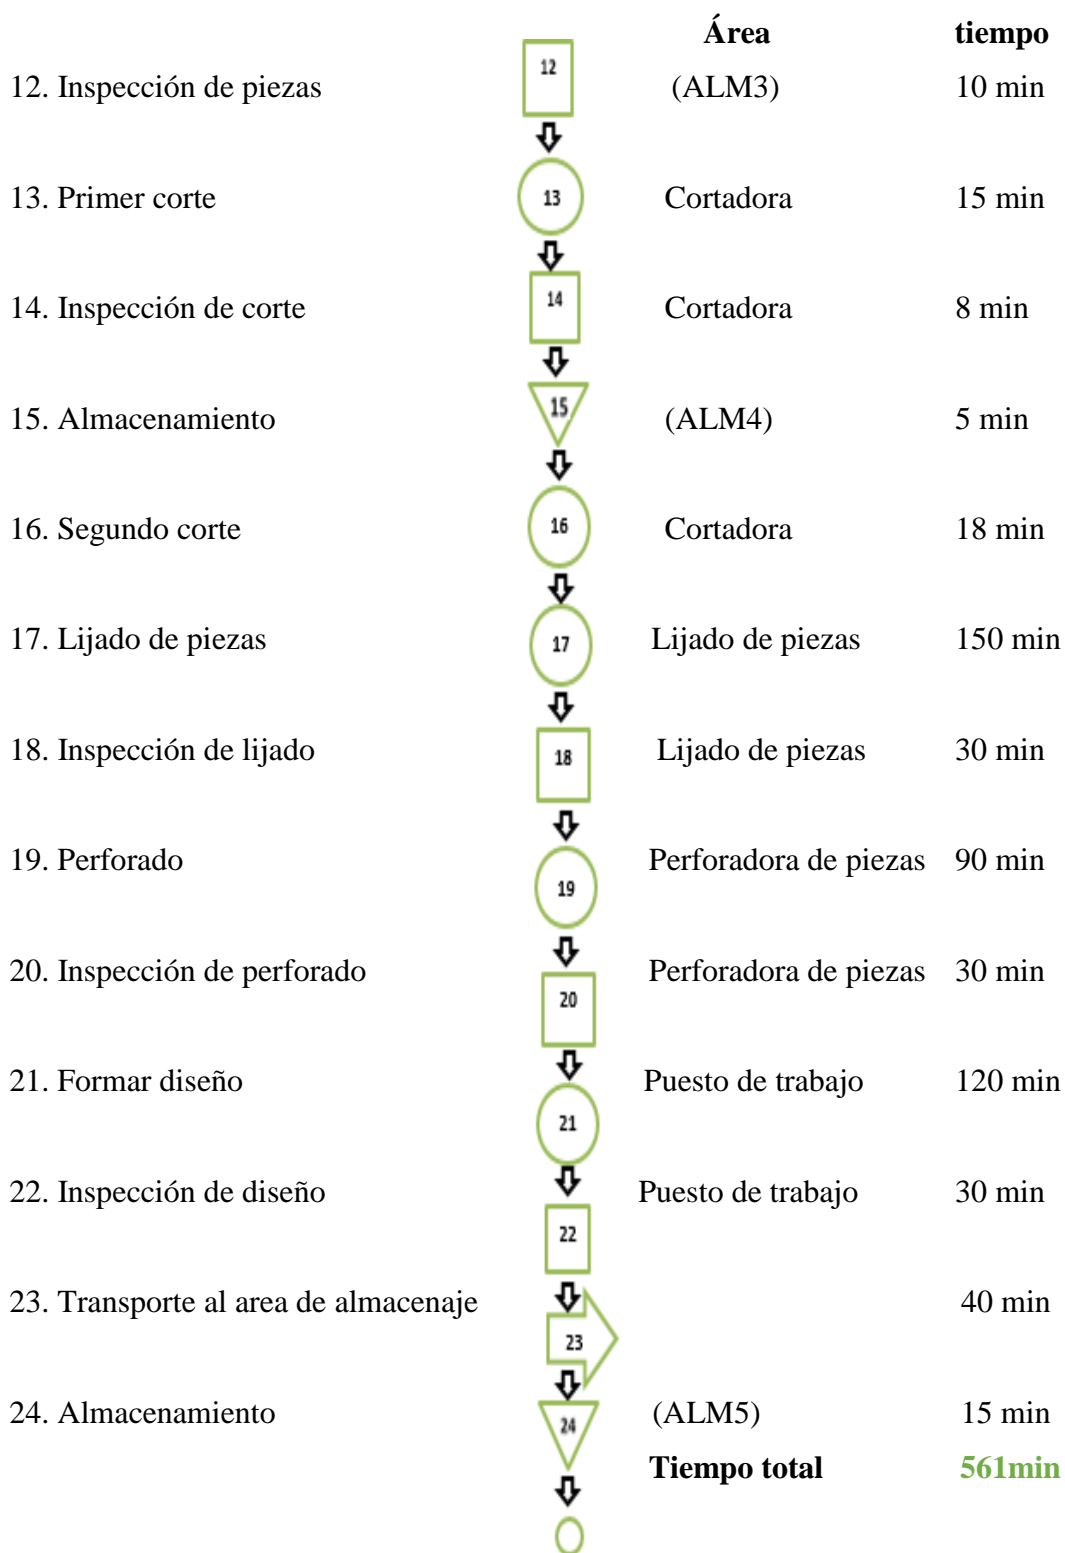 Área tiempo
12. Inspección de piezas 12 (ALM3) 10 min
13. Primer corte 13 Cortadora 15 min
14. Inspección de corte 14 Cortadora 8 min
15. Almacenamiento 15 (ALM4) 5 min
16. Segundo corte 16 Cortadora 18 min
17. Lijado de piezas 17 Lijado de piezas 150 min
18. Inspección de lijado 18 Lijado de piezas 30 min
19. Perforado 19 Perforadora de piezas 90 min
20. Inspección de perforado 20 Perforadora de piezas 30 min
21. Formar diseño 21 Puesto de trabajo 120 min
22. Inspección de diseño 22 Puesto de trabajo 30 min
23. Transporte al area de almacenaje 23 40 min
24. Almacenamiento 24 (ALM5) 15 min
Tiempo total 561min